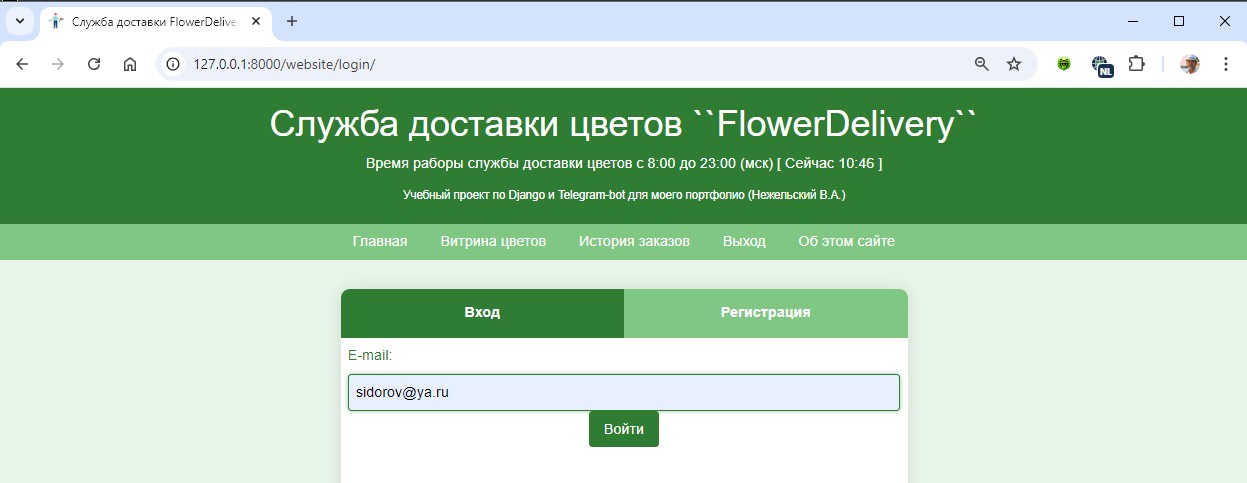 Служба доставки FlowerDelive
127.0.0.1:8000/website/login/
NL
Служба доставки цветов ``FlowerDelivery``
Время раборы службы доставки цветов с 8:00 до 23:00 (мск) [ Сейчас 10:46 ]
Учебный проект по Django и Telegram-bot для моего портфолио (Нежельский В.А.)
Главная Витрина цветов История заказов Выход Об этом сайте
Вход Регистрация
E-mail:
sidorov@ya.ru
Войти